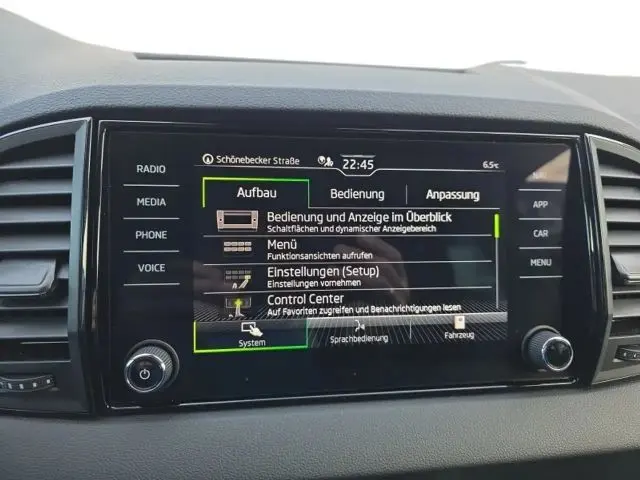 Schönebecker Straße
22:45
6.5°C
RADIO
MEDIA
PHONE
VOICE
Aufbau
Bedienung
Anpassung
Bedienung und Anzeige im Überblick
Schaltflächen und dynamischer Anzeigebereich
Menü
Funktionsansichten aufrufen
Einstellungen (Setup)
Einstellungen vornehmen
Control Center
Auf Favoriten zugreifen und Benachrichtigungen lesen
System
Sprachbedienung
Fahrzeug
NAV
APP
CAR
MENU